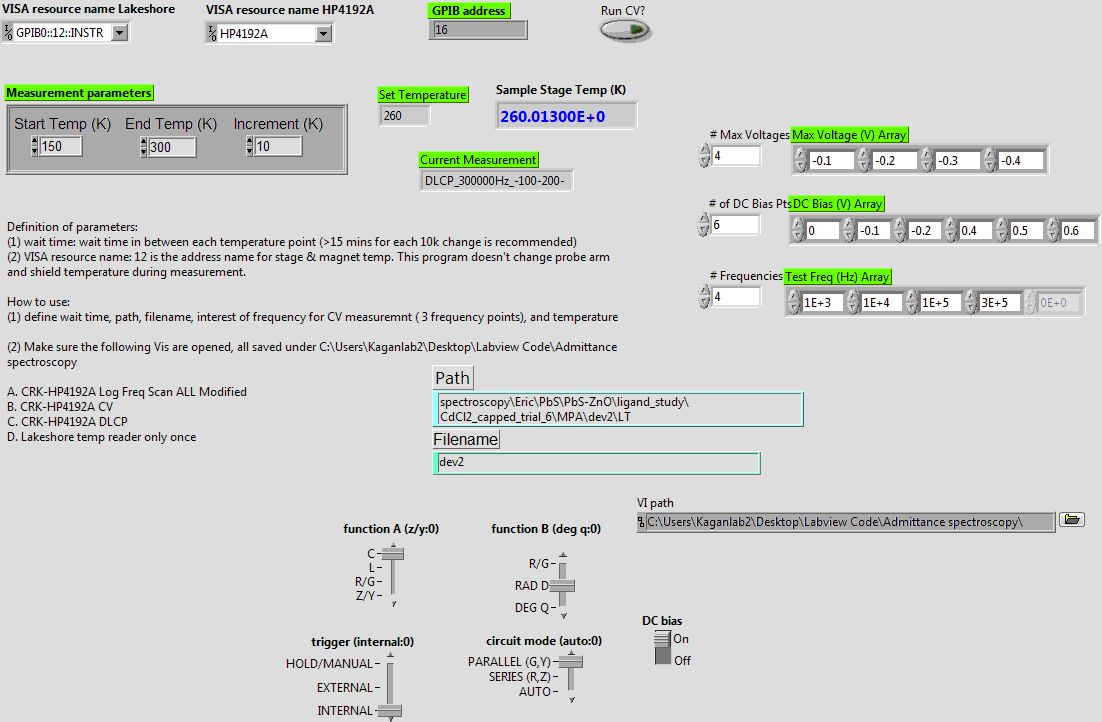 VISA resource name Lakeshore
GPIB0::12::INSTR
VISA resource name HP4192A
HP4192A
GPIB address
16
Run CV?
Measurement parameters
Start Temp (K) End Temp (K) Increment (K)
150 300 10
Set Temperature
260
Sample Stage Temp (K)
260.01300E+0
Current Measurement
DLCP_300000Hz_-100-200-
# Max Voltages Max Voltage (V) Array
4 -0.1 -0.2 -0.3 -0.4
# of DC Bias Pts DC Bias (V) Array
6 0 -0.1 -0.2 0.4 0.5 0.6
# Frequencies Test Freq (Hz) Array
4 1E+3 1E+4 1E+5 3E+5 0E+0
Definition of parameters:
(1) wait time: wait time in between each temperature point (>15 mins for each 10k change is recommended)
(2) VISA resource name: 12 is the address name for stage & magnet temp. This program doesn't change probe arm
and shield temperature during measurement.
How to use:
(1) define wait time, path, filename, interest of frequency for CV measuremnt ( 3 frequency points), and temperature
(2) Make sure the following Vis are opened, all saved under C:\Users\Kaganlab2\Desktop\Labview Code\Admittance
spectroscopy
A. CRK-HP4192A Log Freq Scan ALL Modified
B. CRK-HP4192A CV
C. CRK-HP4192A DLCP
D. Lakeshore temp reader only once
Path
spectroscopy\Eric\PbS\PbS-ZnO\ligand_study\
CdCl2_capped_trial_6\MPA\dev2\LT
Filename
dev2
VI path
C:\Users\Kaganlab2\Desktop\Labview Code\Admittance spectroscopy\
function A (z/y:0)
C
L
R/G
Z/Y
function B (deg q:0)
R/G
RAD D
DEG Q
trigger (internal:0)
HOLD/MANUAL
EXTERNAL
INTERNAL
circuit mode (auto:0)
PARALLEL (G,Y)
SERIES (R,Z)
AUTO
DC bias
On
Off